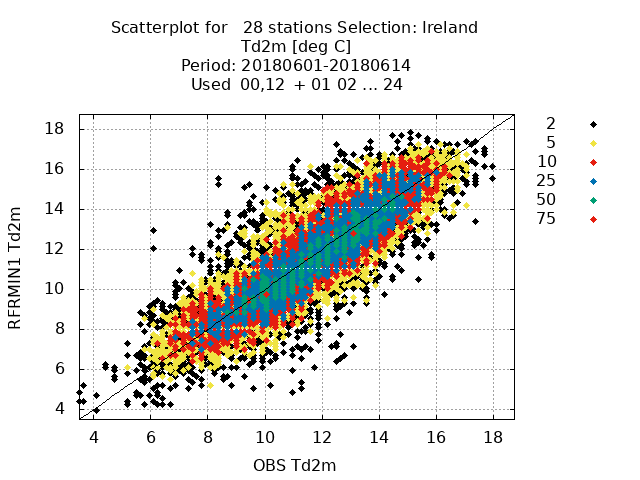 Scatterplot for 28 stations Selection: Ireland
Td2m [deg C]
Period: 20180601-20180614
Used 00,12 + 01 02 ... 24
2
5
10
25
50
75
18
16
14
12
10
8
6
4
RFRMIN1 Td2m
4 6 8 10 12 14 16 18
OBS Td2m